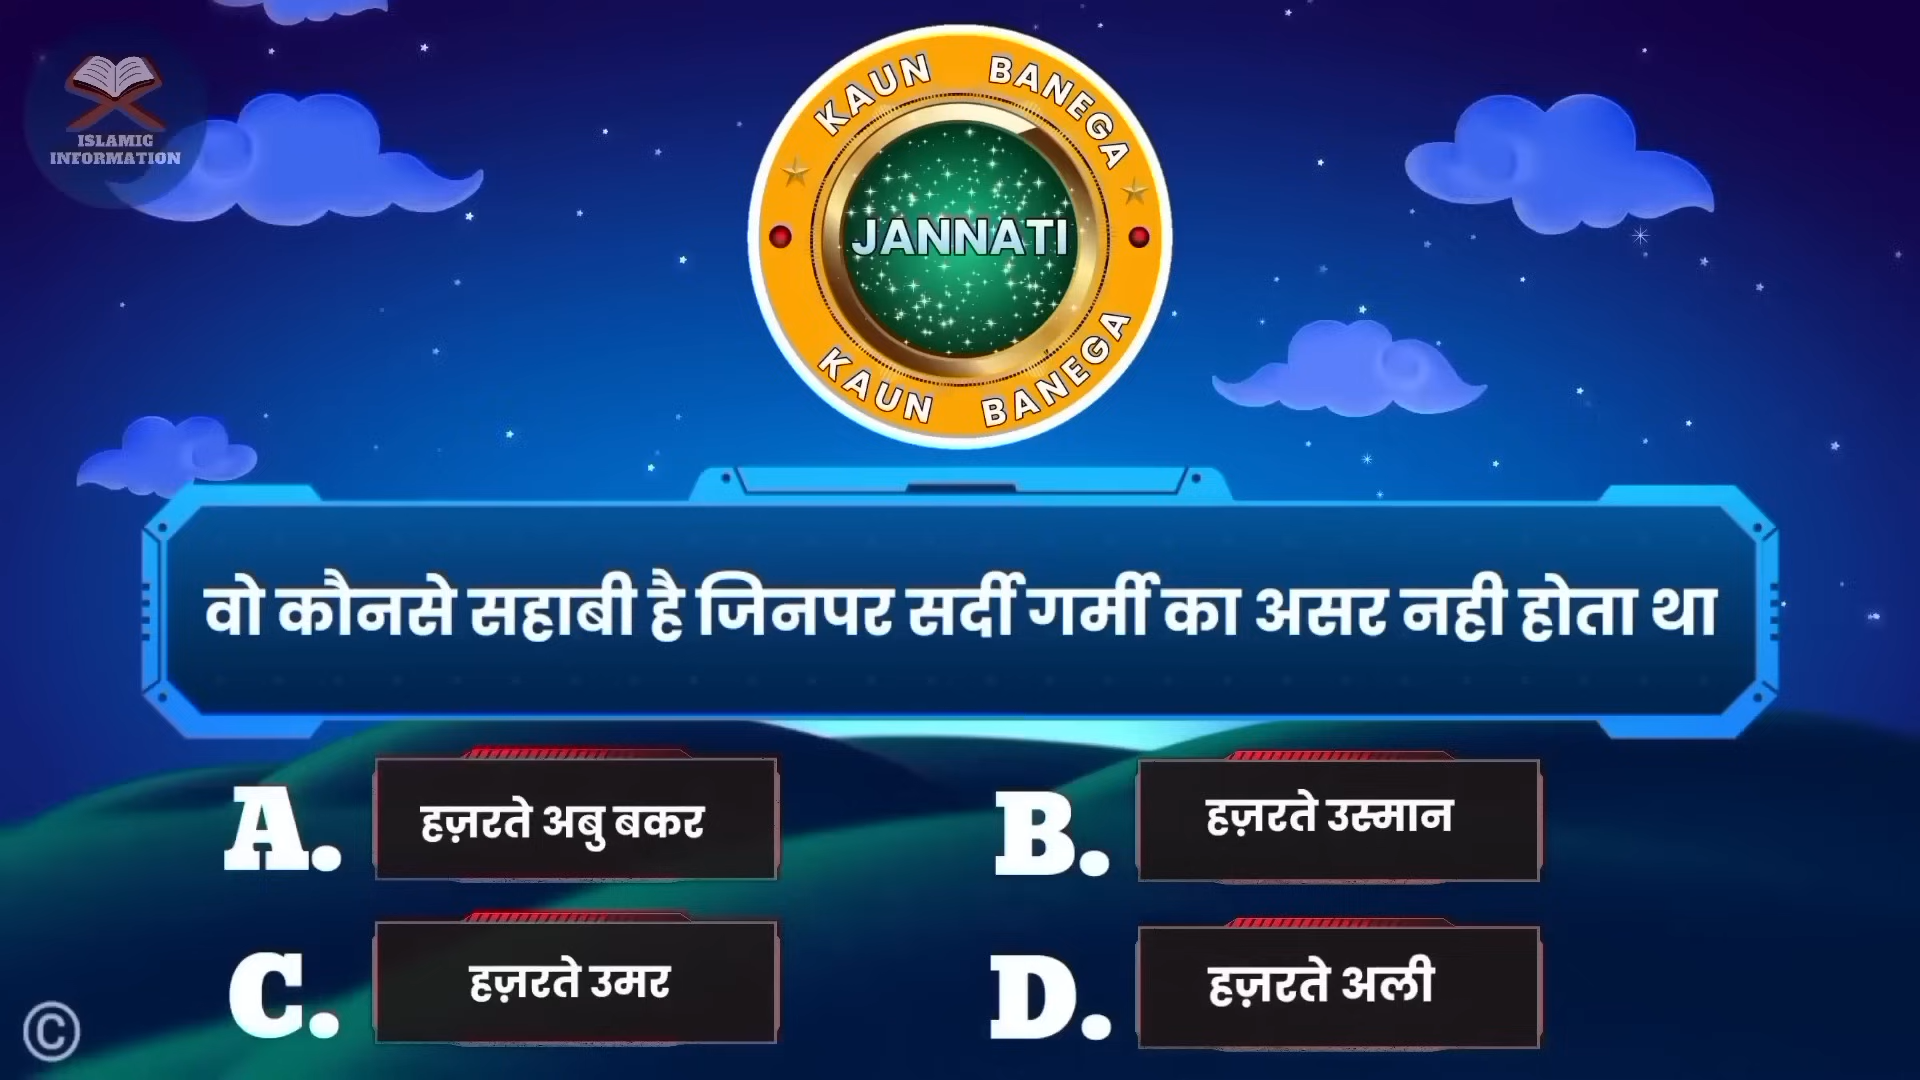 ISLAMIC
INFORMATION
KAUN BANEGA
JANNATI
KAUN BANEGA
वो कौनसे सहाबी है जिनपर सर्दी गर्मी का असर नही होता था
A. हज़रते अबु बकर
B. हज़रते उस्मान
C. हज़रते उमर
D. हज़रते अली
©